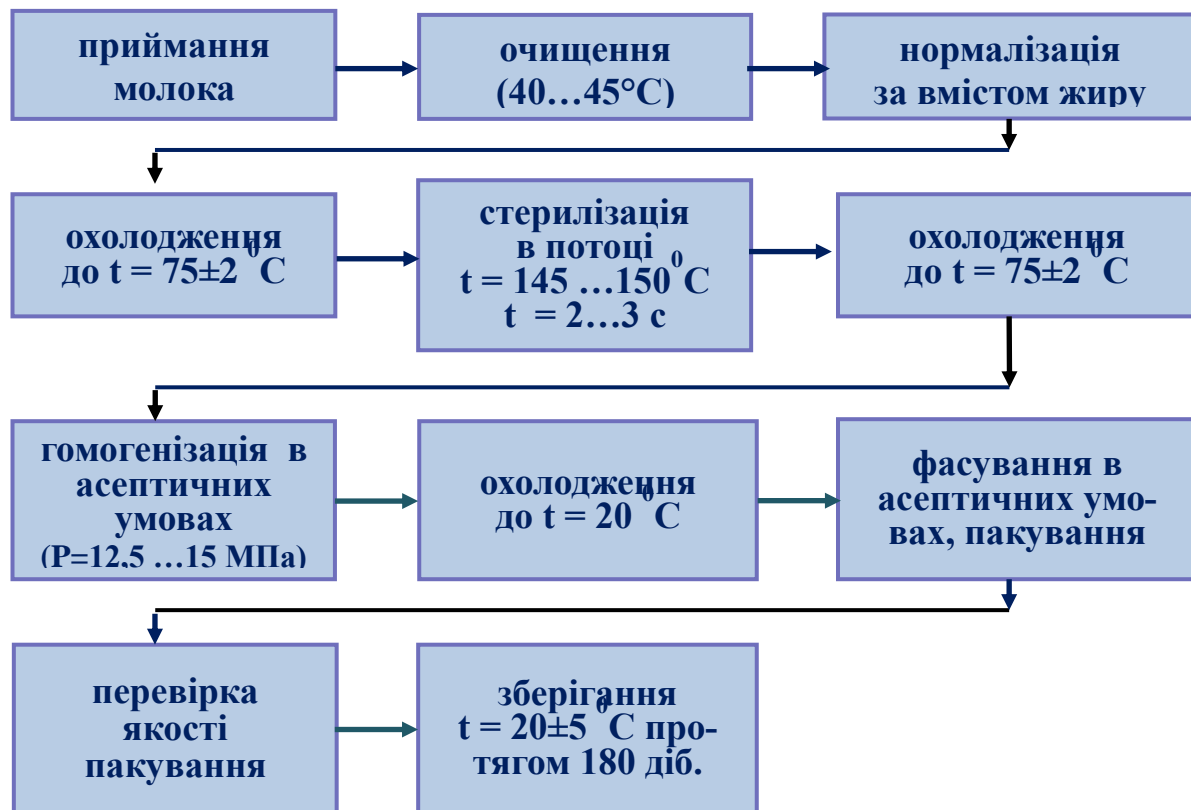 приймання
молока
очищення
(40…45°C)
нормалізація
за вмістом жиру
охолодження
до t = 75±2 ⁰С
стерилізація
в потоці
t = 145 …150⁰С
t = 2…3 с
охолодження
до t = 75±2 ⁰С
гомогенізація в
асептичних
умовах
(Р=12,5 …15 МПа)
охолодження
до t = 20 ⁰С
фасування в
асептичних умо-
вах, пакування
перевірка
якості
пакування
зберігання
t = 20±5 ⁰С про-
тягом 180 діб.